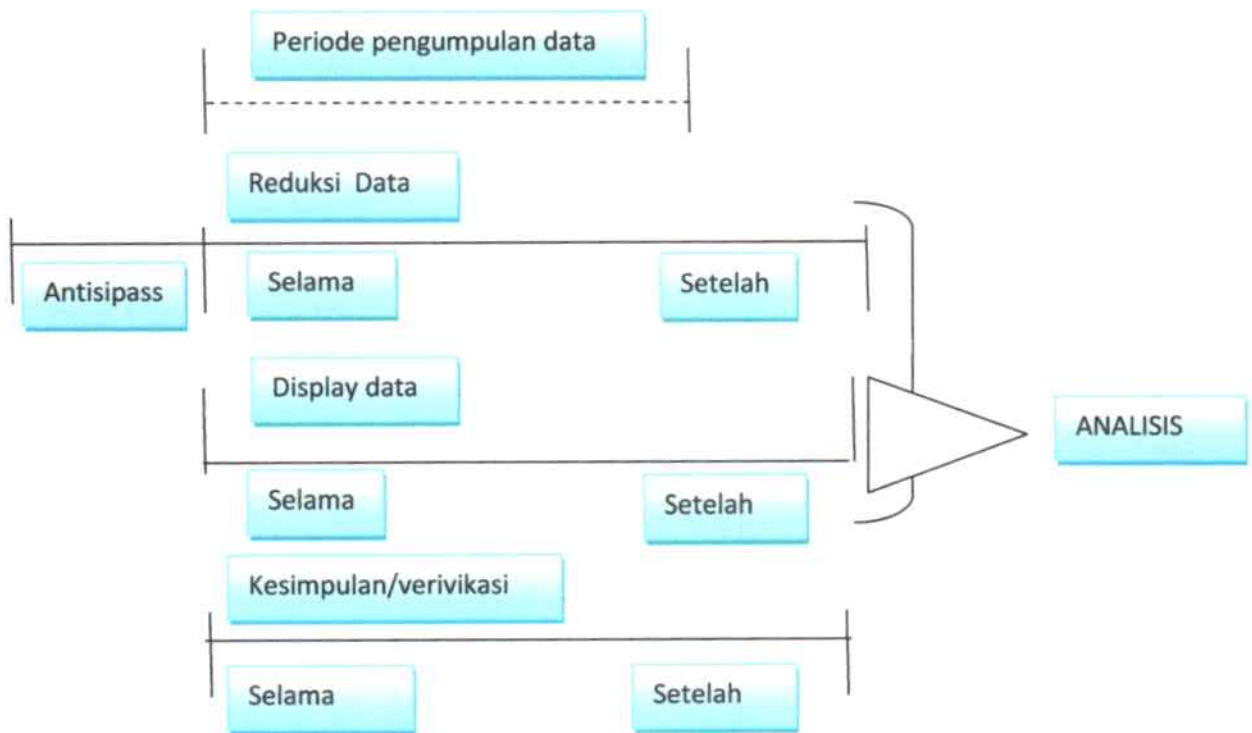 Periode pengumpulan data
Reduksi Data
Antisipass
Selama
Setelah
Display data
ANALISIS
Selama
Setelah
Kesimpulan/verivikasi
Selama
Setelah